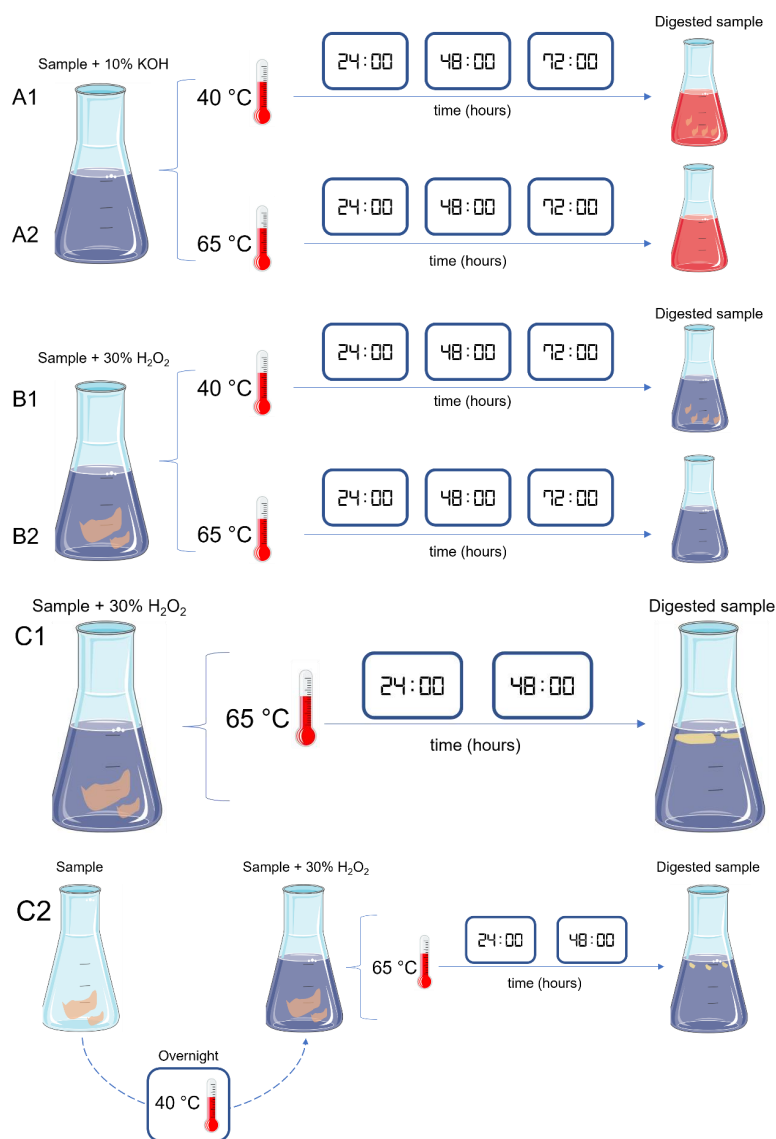 Digested sample
Sample + 10% KOH
A1
40 °C
24:00
48:00
72:00
time (hours)
A2
65 °C
24:00
48:00
72:00
time (hours)
Digested sample
Sample + 30% H₂O₂
B1
40 °C
24:00
48:00
72:00
time (hours)
B2
65 °C
24:00
48:00
72:00
time (hours)
Sample + 30% H₂O₂
Digested sample
C1
65 °C
24:00
48:00
time (hours)
Sample
Sample + 30% H₂O₂
Digested sample
C2
65 °C
24:00
48:00
time (hours)
Overnight
40 °C